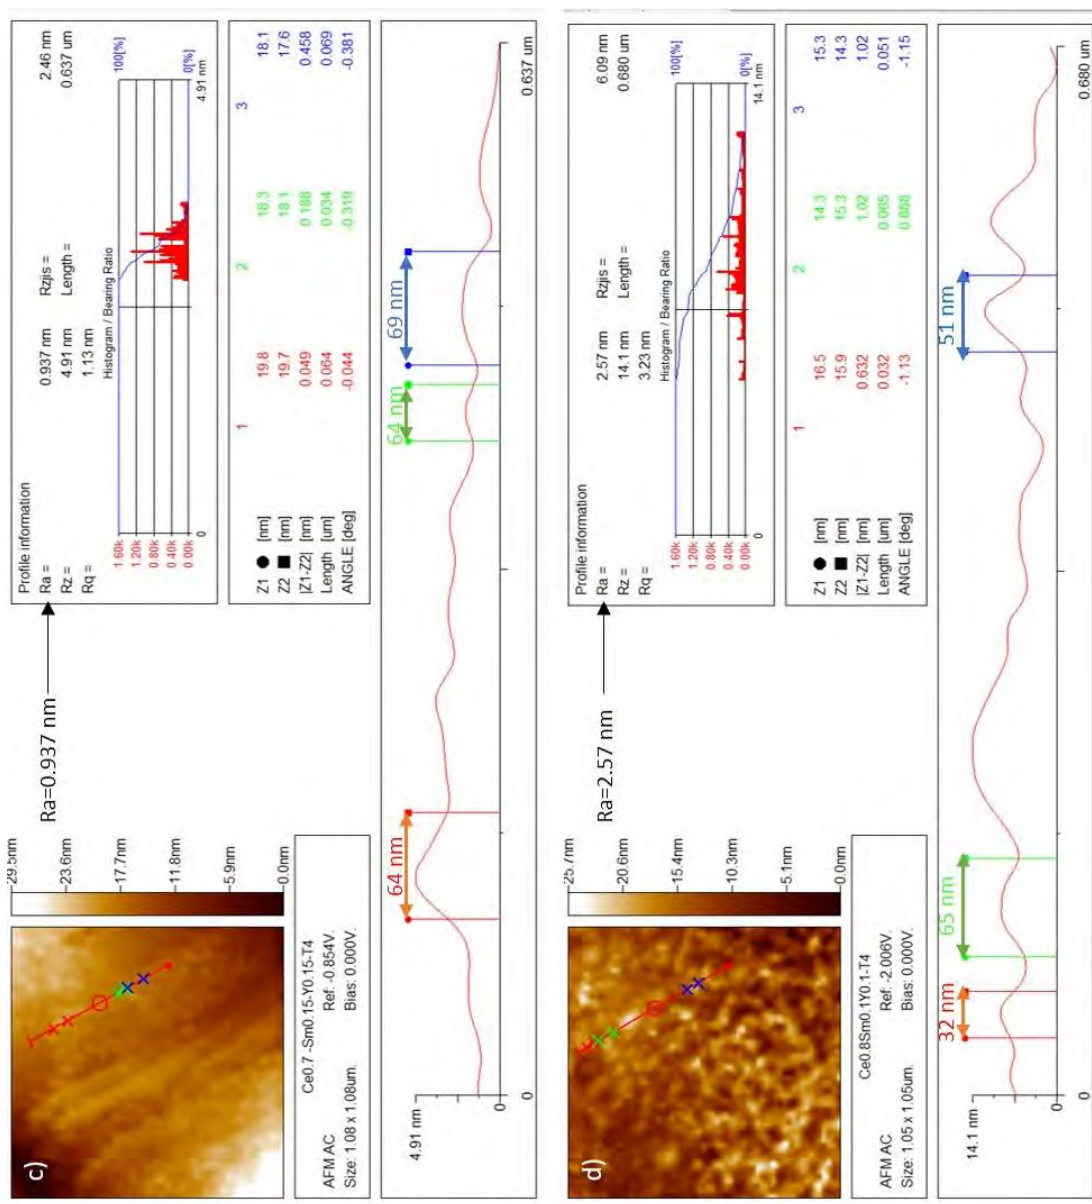 c)
29.5nm
23.6nm
17.7nm
11.8nm
5.9nm
0.0nm
Ce0.7 -Sm0.15-Y0.15-T4
AFM AC Ref: -0.854V.
Size: 1.08 x 1.08um. Bias: 0.000V.
Ra=0.937 nm
Profile information
Ra = 0.937 nm Rzjis = 2.46 nm
Rz = 4.91 nm Length = 0.637 um
Rq = 1.13 nm
Histogram / Bearing Ratio
1.60k 100[%]
1.20k
0.80k
0.40k
0.00k 0[%]
0 4.91 nm
1 2 3
Z1 [nm] 19.8 18.3 18.1
Z2 [nm] 19.7 18.1 17.6
|Z1-Z2| [nm] 0.049 0.188 0.458
Length [um] 0.064 0.034 0.069
ANGLE [deg] -0.044 -0.319 -0.381
4.91 nm
64 nm
64 nm
69 nm
0
0 0.637 um
d)
25.7nm
20.6nm
15.4nm
10.3nm
5.1nm
0.0nm
Ce0.8Sm0.1Y0.1-T4
AFM AC Ref: -2.006V.
Size: 1.05 x 1.05um. Bias: 0.000V.
Ra=2.57 nm
Profile information
Ra = 2.57 nm Rzjis = 6.09 nm
Rz = 14.1 nm Length = 0.680 um
Rq = 3.23 nm
Histogram / Bearing Ratio
1.60k 100[%]
1.20k
0.80k
0.40k
0.00k 0[%]
0 14.1 nm
1 2 3
Z1 [nm] 16.5 14.3 15.3
Z2 [nm] 15.9 15.3 14.3
|Z1-Z2| [nm] 0.632 1.02 1.02
Length [um] 0.032 0.065 0.051
ANGLE [deg] -1.13 0.888 -1.15
14.1 nm
32 nm
65 nm
51 nm
0
0 0.680 um